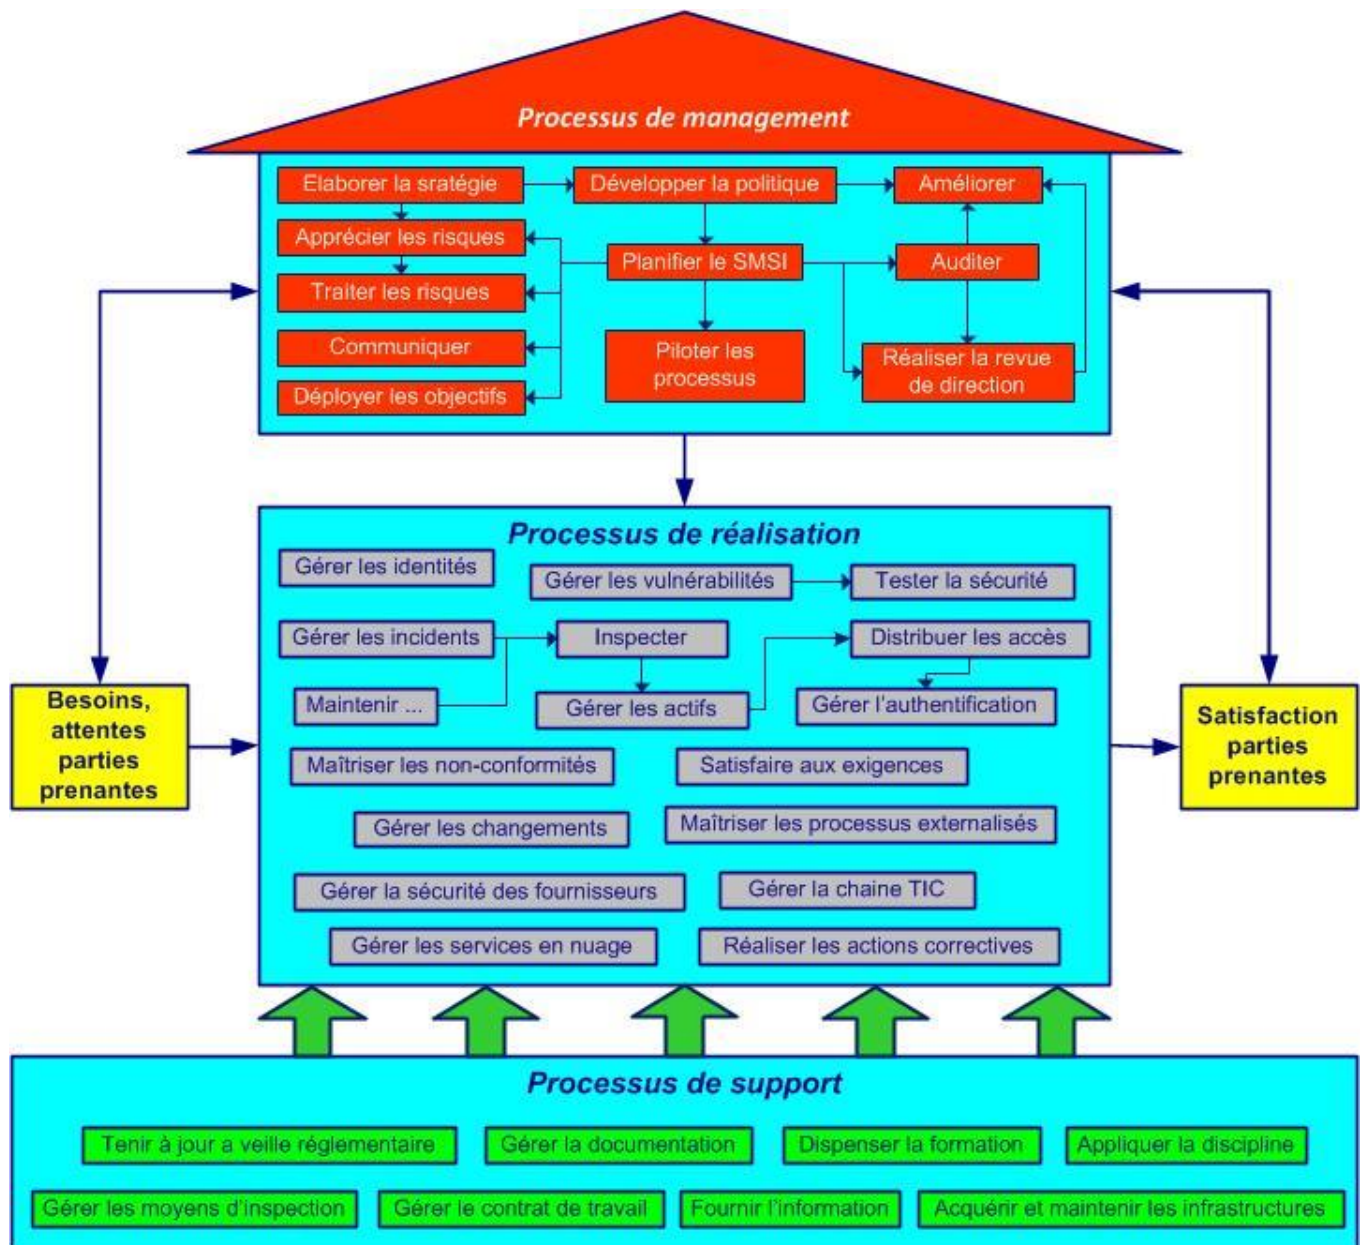 Processus de management
Elaborer la sratégie
Développer la politique
Améliorer
Apprécier les risques
Planifier le SMSI
Auditer
Traiter les risques
Communiquer
Piloter les
processus
Réaliser la revue
de direction
Déployer les objectifs
Processus de réalisation
Gérer les identités
Gérer les vulnérabilités
Tester la sécurité
Gérer les incidents
Inspecter
Distribuer les accès
Maintenir ...
Gérer les actifs
Gérer l'authentification
Besoins,
attentes
parties
prenantes
Satisfaction
parties
prenantes
Maîtriser les non-conformités
Satisfaire aux exigences
Gérer les changements
Maîtriser les processus externalisés
Gérer la sécurité des fournisseurs
Gérer la chaine TIC
Gérer les services en nuage
Réaliser les actions correctives
Processus de support
Tenir à jour a veille réglementaire
Gérer la documentation
Dispenser la formation
Appliquer la discipline
Gérer les moyens d'inspection
Gérer le contrat de travail
Fournir l'information
Acquérir et maintenir les infrastructures